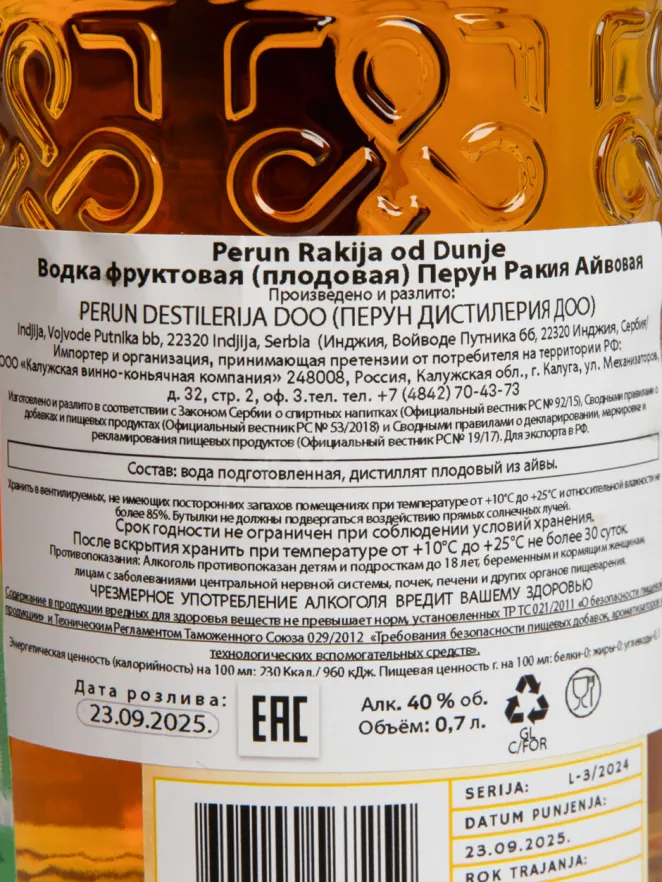 Perun Rakija od Dunje
Водка фруктовая (плодовая) Перун Ракия Айвовая
Произведено и разлито:
PERUN DESTILERIJA DOO (ПЕРУН ДИСТИЛЕРИЯ ДОО)
Indjija, Vojvode Putnika bb, 22320 Indjija, Serbia (Инджия, Войводе Путника 66, 22320 Инджия, Сербия)
Импортер и организация, принимающая претензии от потребителя на территории РФ:
ООО «Калужская винно-коньячная компания» 248008, Россия, Калужская обл., г. Калуга, ул. Механизаторов,
д. 32, стр. 2, оф. 3.тел. тел. +7 (4842) 70-43-73
Изготовлено и разлито в соответствии с Законом Сербии о спиртных напитках (Официальный вестник РС № 92/15), Сводными правилами о
добавках и пищевых продуктах (Официальный вестник РС № 53/2018) и Сводными правилами о декларировании, маркировке и
рекламировании пищевых продуктов (Официальный вестник РС № 19/17). Для экспорта в РФ.
Состав: вода подготовленная, дистиллят плодовый из айвы.
Хранить в вентилируемых, не имеющих посторонних запахов помещениях при температуре от +10°С до +25°С и относительной влажности не
более 85%. Бутылки не должны подвергаться воздействию прямых солнечных лучей.
Срок годности не ограничен при соблюдении условий хранения.
После вскрытия хранить при температуре от +10°С до +25°С не более 30 суток.
Противопоказания: Алкоголь противопоказан детям и подросткам до 18 лет, беременным и кормящим женщинам,
лицам с заболеваниями центральной нервной системы, почек, печени и других органов пищеварения.
ЧРЕЗМЕРНОЕ УПОТРЕБЛЕНИЕ АЛКОГОЛЯ ВРЕДИТ ВАШЕМУ ЗДОРОВЬЮ
Содержание в продукции вредных для здоровья веществ не превышает норм, установленных ТР ТС 021/2011 «О безопасности
продукции» и Техническим Регламентом Таможенного Союза 029/2012 «Требования безопасности пищевых добавок,
технологических вспомогательных средств».
Энергетическая ценность (калорийность) на 100 мл: 230 Ккал./ 960 кДж. Пищевая ценность г. на 100 мл: белки-0: жиры-0: углеводы-
Дата розлива:
23.09.2025.
EAC
Алк. 40 % об.
Объём: 0,7 л.
GL
C/FOR
SERIJA: L-3/2024
DATUM PUNJENJA:
23.09.2025.
ROK TRAJANJA: